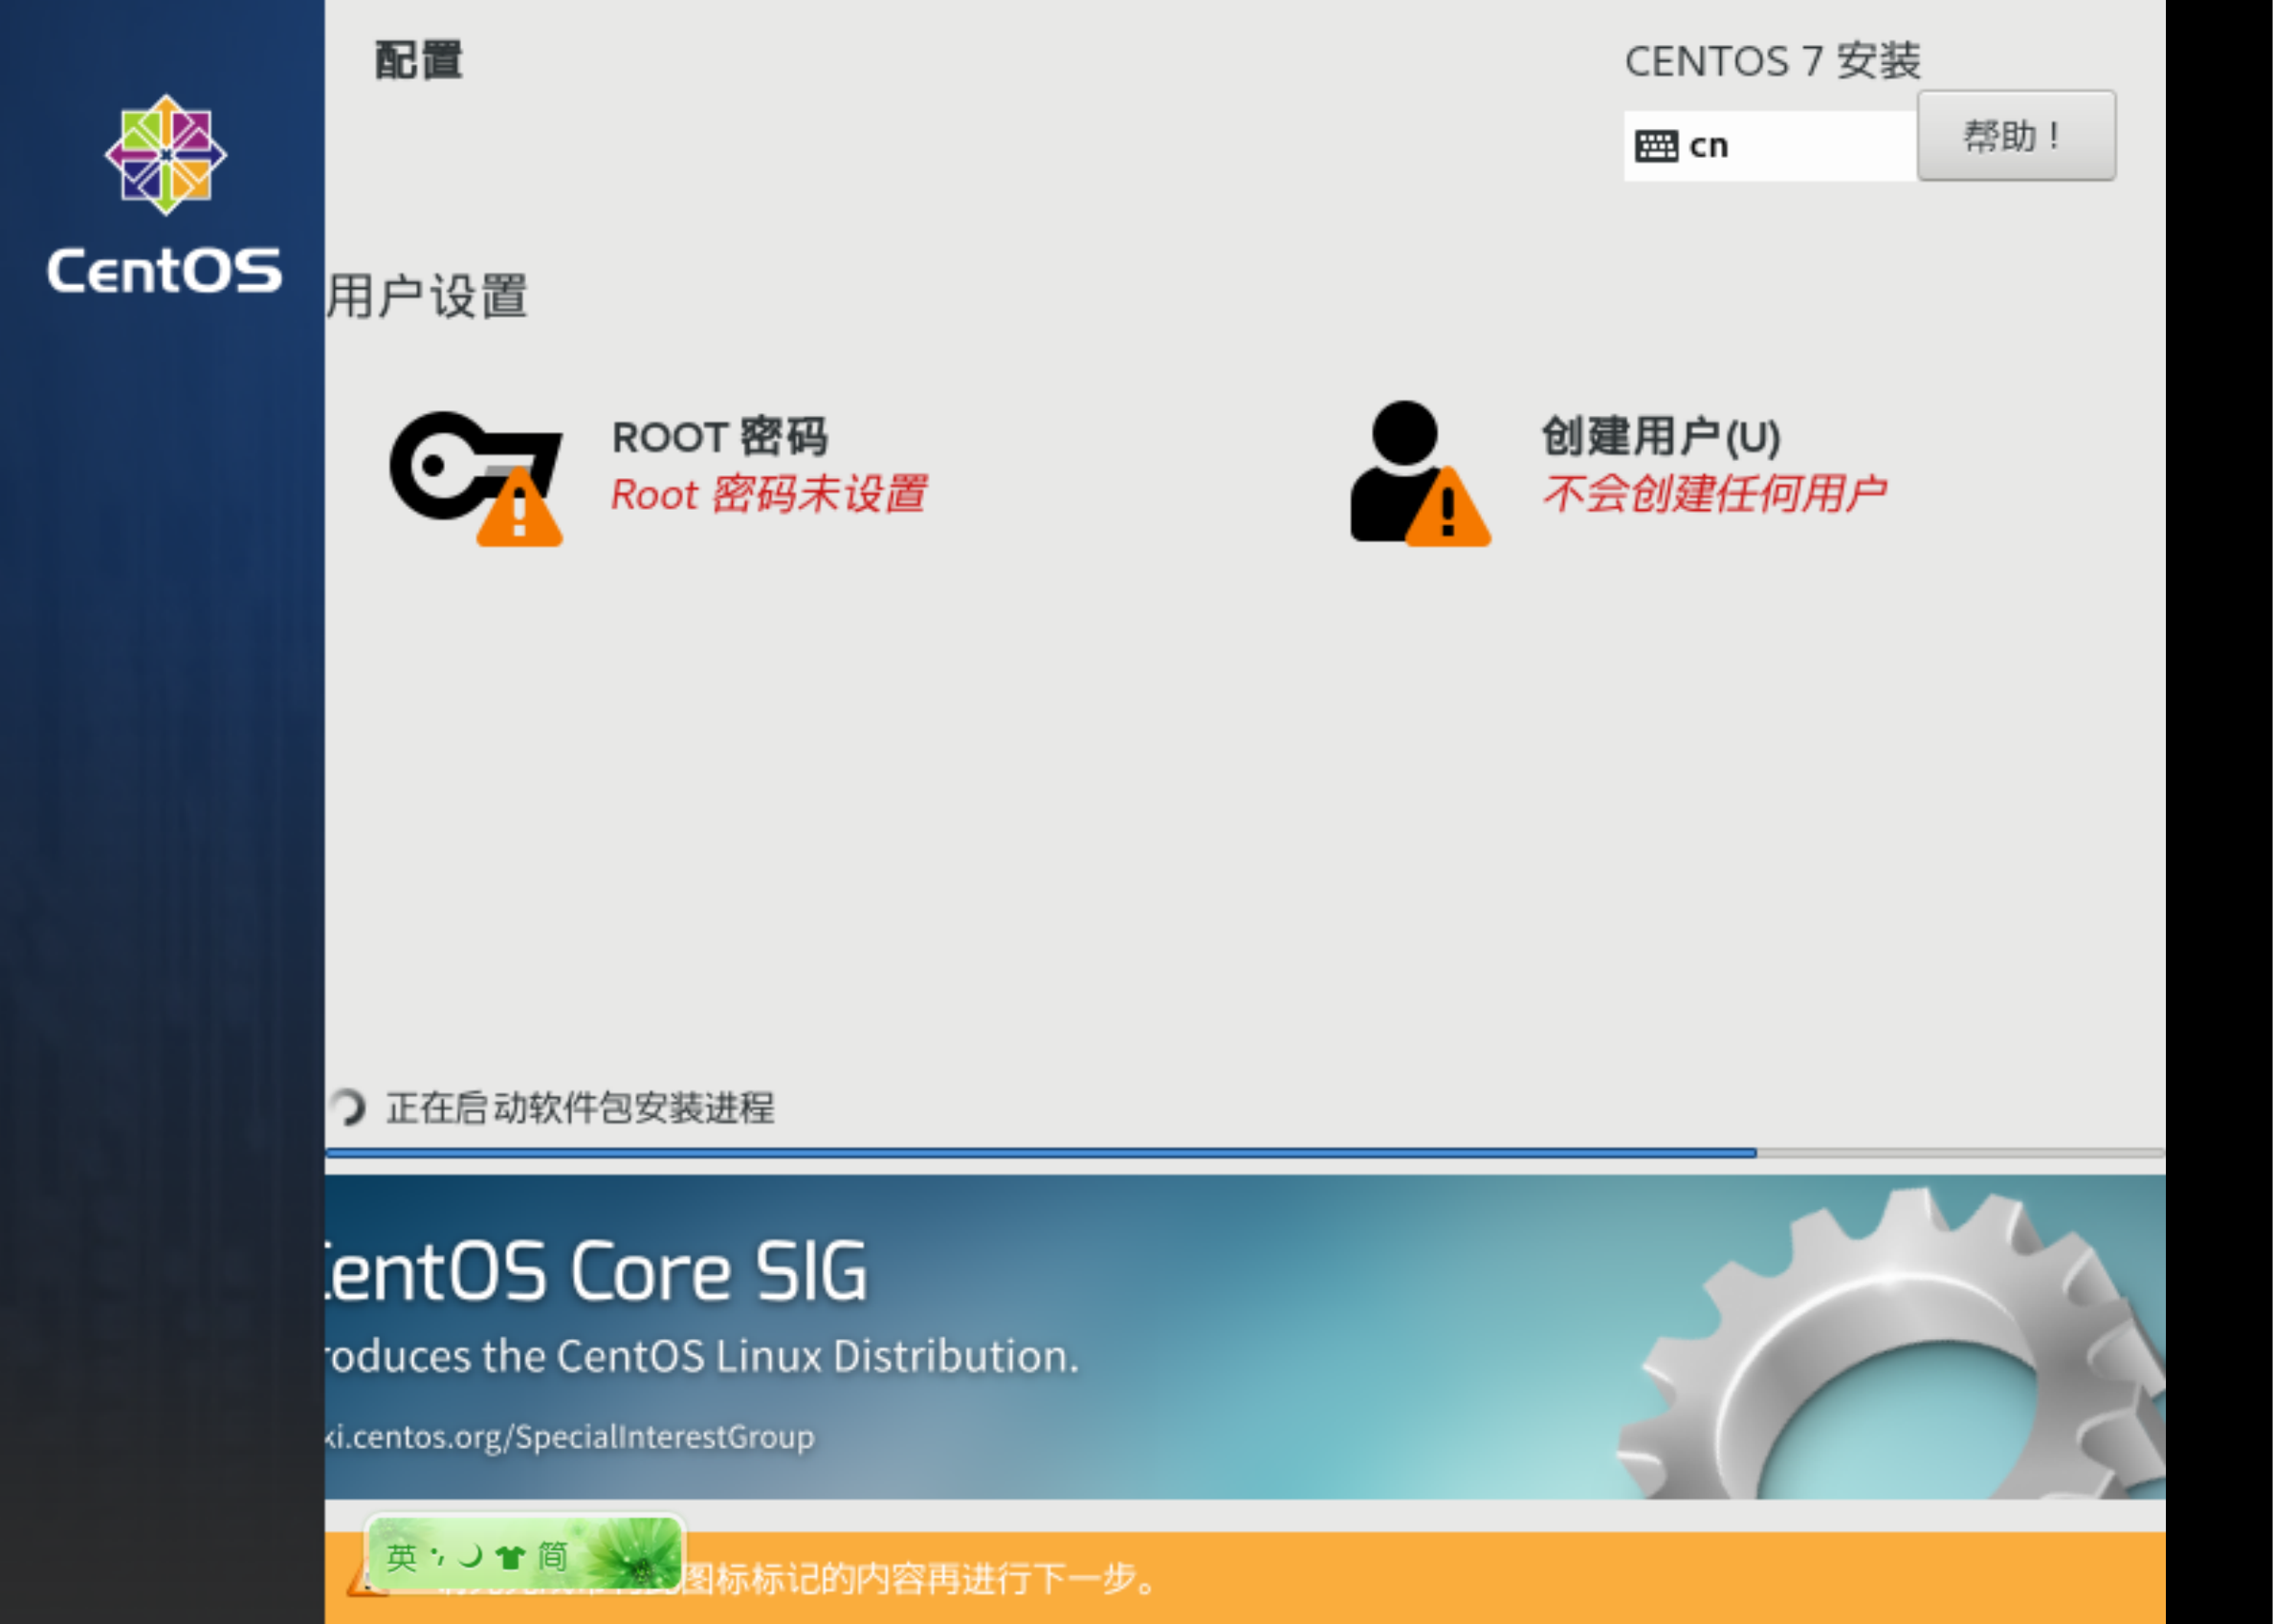 配置
CENTOS 7 安装
cn
帮助！
CentOS
用户设置
ROOT 密码
Root 密码未设置
创建用户(U)
不会创建任何用户
正在启动软件包安装进程
entOS Core SIG
roduces the CentOS Linux Distribution.
ki.centos.org/SpecialInterestGroup
英 简
图标标记的内容再进行下一步。